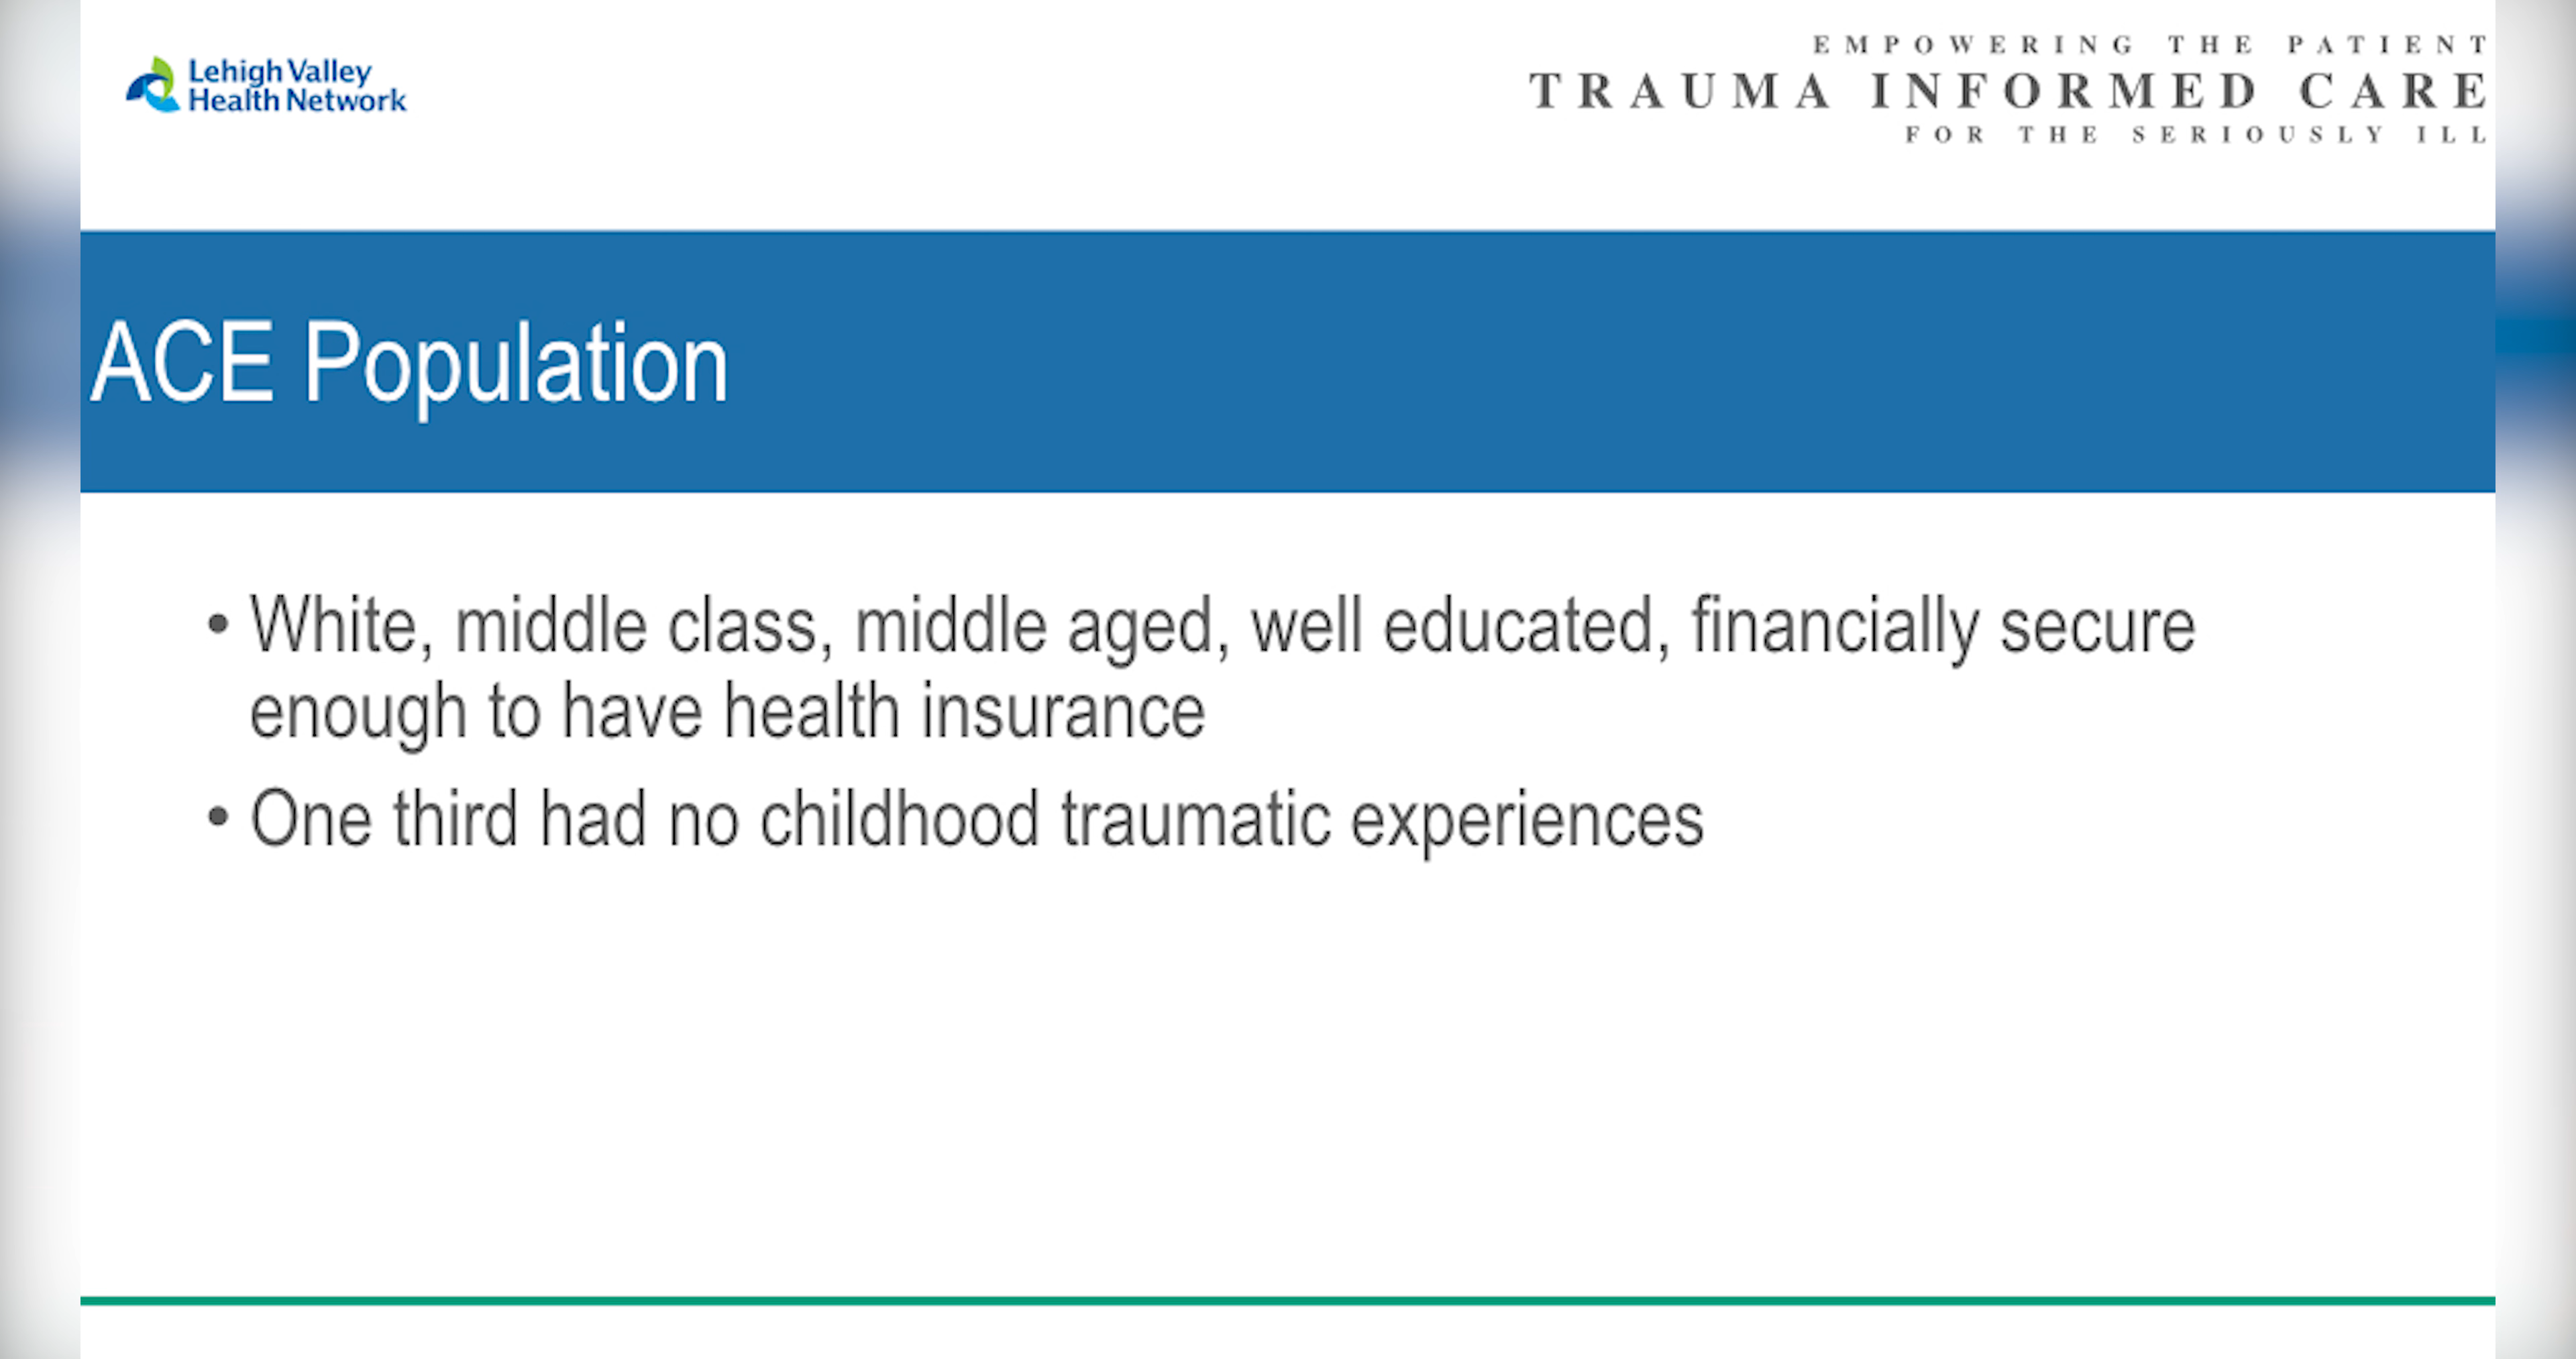 Lehigh Valley
Health Network
EMPOWERING THE PATIENT
TRAUMA INFORMED CARE
FOR THE SERIOUSLY ILL
ACE Population
• White, middle class, middle aged, well educated, financially secure
enough to have health insurance
• One third had no childhood traumatic experiences